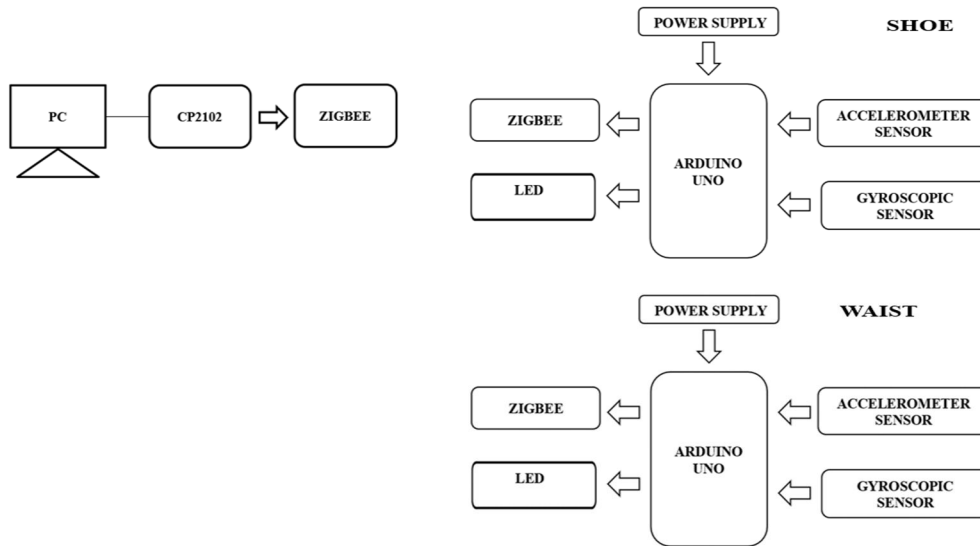 POWER SUPPLY
SHOE
PC
CP2102
ZIGBEE
ZIGBEE
LED
ARDUINO
UNO
ACCELEROMETER
SENSOR
GYROSCOPIC
SENSOR
POWER SUPPLY
WAIST
ZIGBEE
LED
ARDUINO
UNO
ACCELEROMETER
SENSOR
GYROSCOPIC
SENSOR